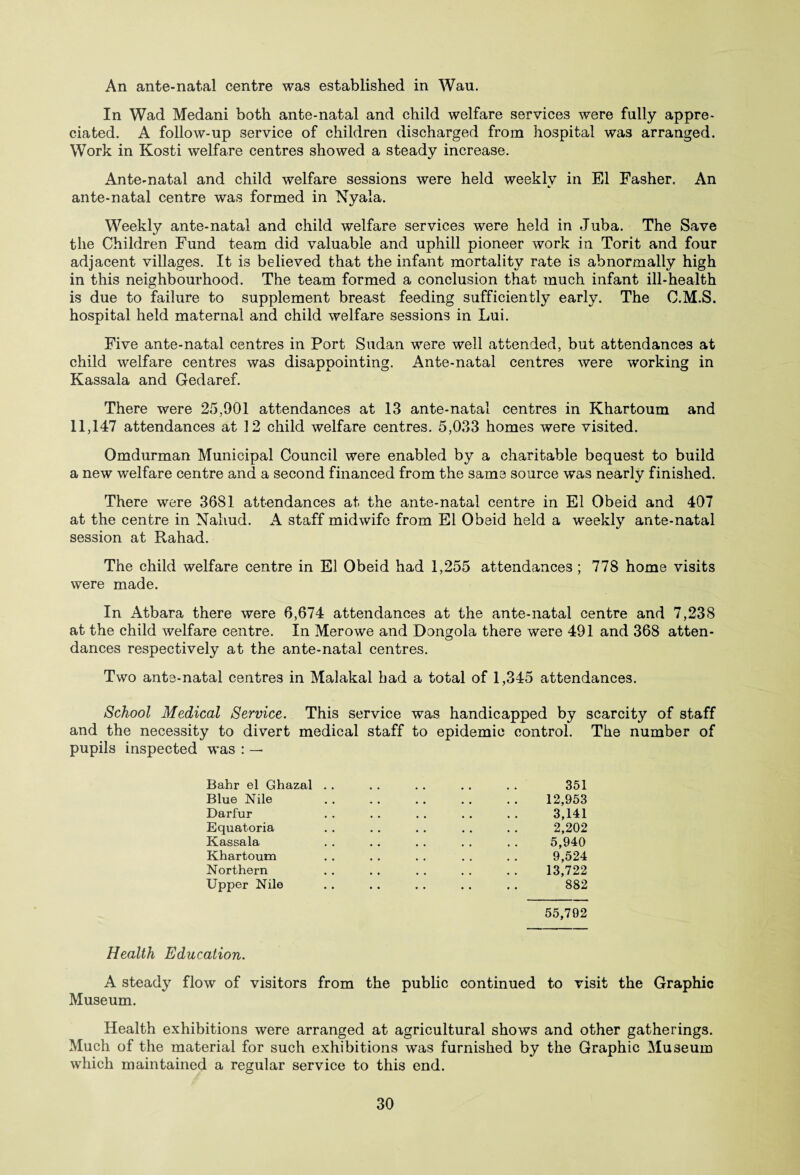 An ante-natal centre was established in Wau.
In Wad Medani both ante-natal and child welfare services were fully appre-
ciated. A follow-up service of children discharged from hospital was arranged.
Work in Kosti welfare centres showed a steady increase.
Ante-natal and child welfare sessions were held weekly in El Fasher. An
ante-natal centre was formed in Nyala.
Weekly ante-natal and child welfare services were held in Juba. The Save
the Children Fund team did valuable and uphill pioneer work in Torit and four
adjacent villages. It is believed that the infant mortality rate is abnormally high
in this neighbourhood. The team formed a conclusion that much infant ill-health
is due to failure to supplement breast feeding sufficiently early. The C.M.S.
hospital held maternal and child welfare sessions in Lui.
Five ante-natal centres in Port Sudan were well attended, but attendances at
child welfare centres was disappointing. Ante-natal centres were working in
Kassala and Gedaref.
There were 25,901 attendances at 13 ante-natal centres in Khartoum and
11,147 attendances at 12 child welfare centres. 5,033 homes were visited.
Omdurman Municipal Council were enabled by a charitable bequest to build
a new welfare centre and a second financed from the same source was nearly finished.
There were 3681 attendances at the ante-natal centre in El Obeid and 407
at the centre in Nahud. A staff midwife from El Obeid held a weekly ante-natal
session at Rahad.
The child welfare centre in El Obeid had 1,255 attendances ; 778 home visits
were made.
In Atbara there were 6,674 attendances at the ante-natal centre and 7,238
at the child welfare centre. In Merowe and Dongola there were 491 and 368 atten-
dances respectively at the ante-natal centres.
Two ante-natal centres in Malakal had a total of 1,345 attendances.
School Medical Service. This service was handicapped by scarcity of staff
and the necessity to divert medical staff to epidemic control. The number of
pupils inspected was : —
Bahr el Ghazal . . . . . . . . . . 351
Blue Nile . . . . . . . . . . 12,953
Darfur . . . . . . . . . . 3,141
Equatoria . . . . . . . . . . 2,202
Kassala . . . . . . . . . . 5,940
Khartoum . . . . . . . . . . 9,524
Northern . . . . . . . . . . 13,722
Upper Nile . . . . . . . . . . 882
55,792
Health Education.
A steady flow of visitors from the public continued to visit the Graphic
Museum.
Health exhibitions were arranged at agricultural shows and other gatherings.
Much of the material for such exhibitions was furnished by the Graphic Museum
which maintained a regular service to this end.
30